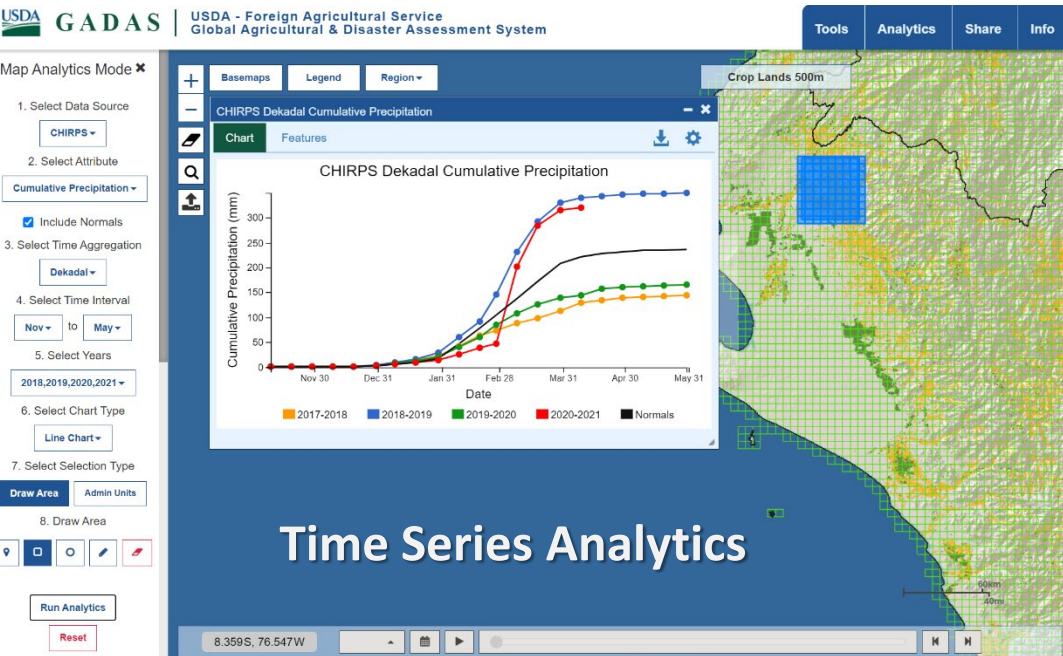 USDA
GADAS
USDA - Foreign Agricultural Service
Global Agricultural & Disaster Assessment System
Tools
Analytics
Share
Info
Map Analytics Mode ✖
1. Select Data Source
CHIRPS
2. Select Attribute
Cumulative Precipitation
Include Normals
3. Select Time Aggregation
Dekadal
4. Select Time Interval
Nov to May
5. Select Years
2018,2019,2020,2021
6. Select Chart Type
Line Chart
7. Select Selection Type
Draw Area
Admin Units
8. Draw Area
Run Analytics
Reset
Basemaps
Legend
Region
Crop Lands 500m
CHIRPS Dekadal Cumulative Precipitation
Chart
Features
CHIRPS Dekadal Cumulative Precipitation
Cumulative Precipitation (mm)
300
250
200
150
100
50
0
Nov 30
Dec 31
Jan 31
Feb 28
Mar 31
Apr 30
May 31
Date
2017-2018
2018-2019
2019-2020
2020-2021
Normals
Time Series Analytics
60km
40mi
8.359S, 76.547W